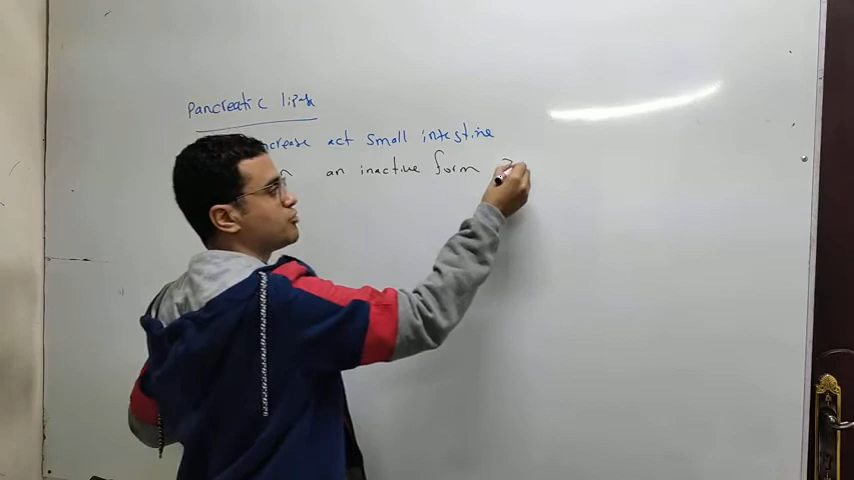 pancreatic lipase
act small intestine
an inactive form